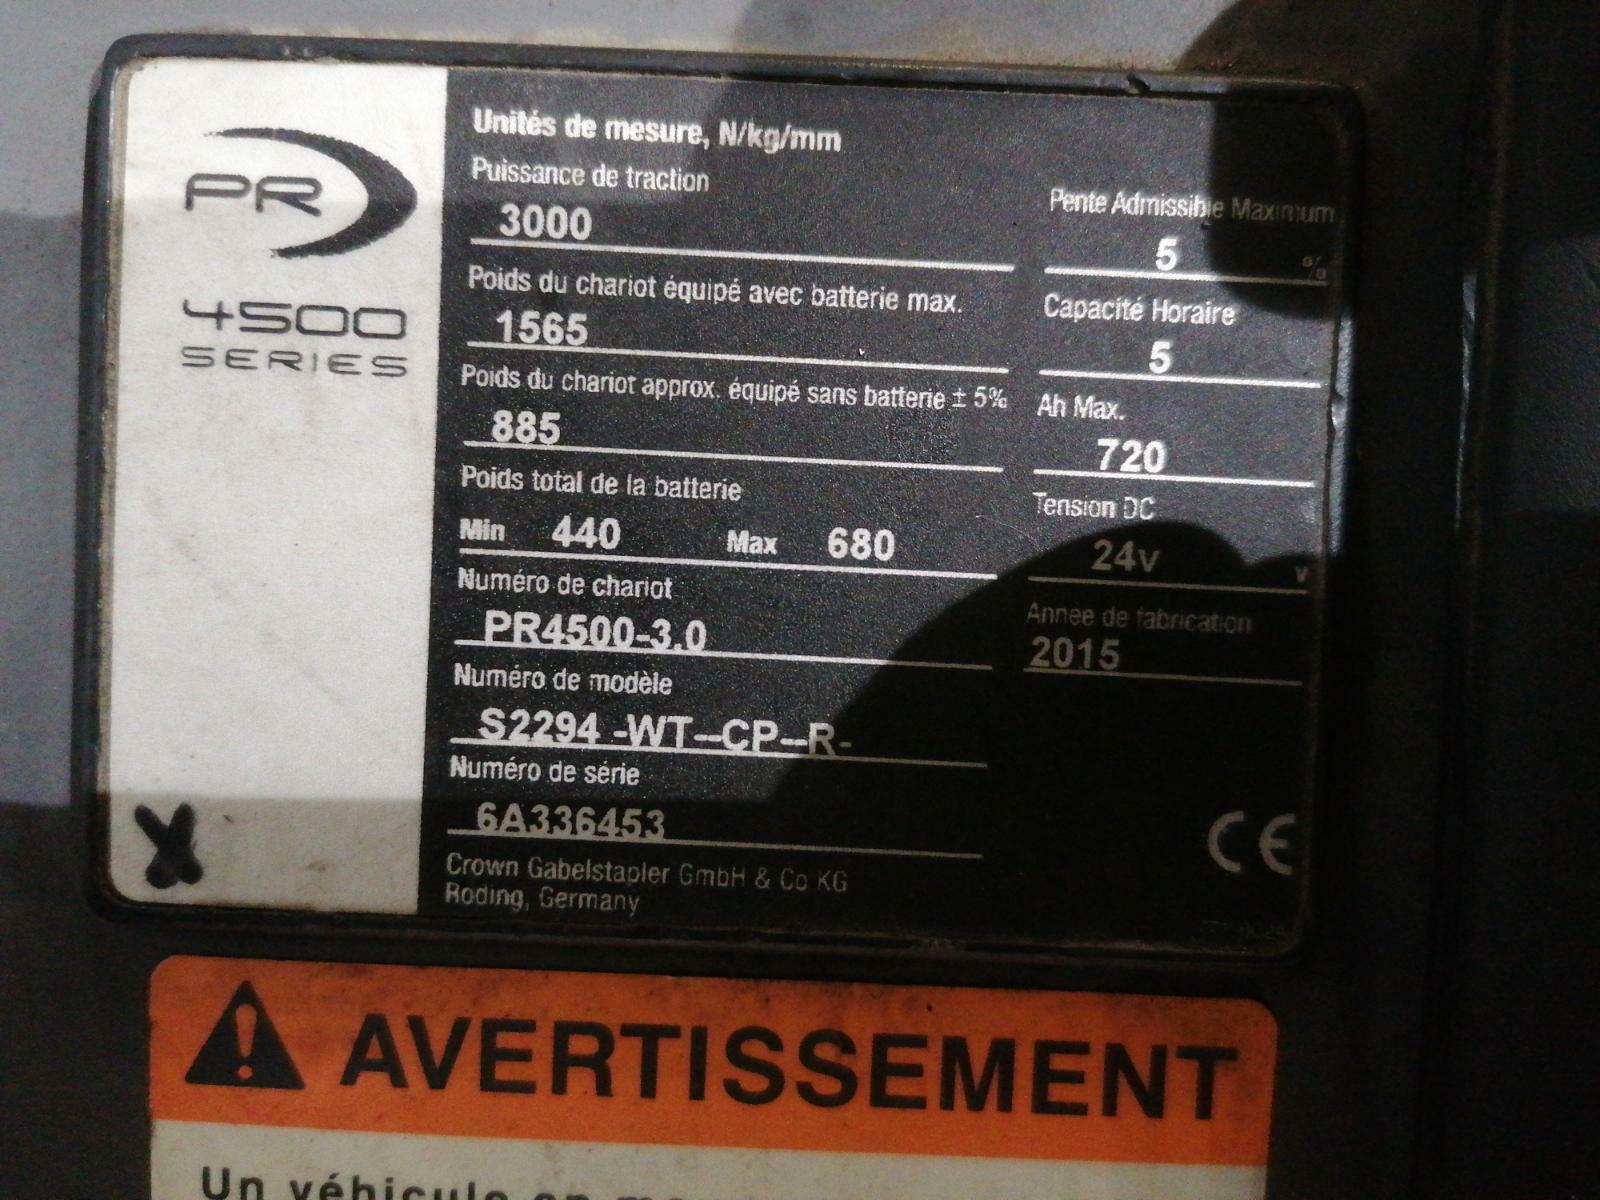 PR
4500
SERIES
Unités de mesure, N/kg/mm
Puissance de traction
3000
Poids du chariot équipé avec batterie max.
1565
Poids du chariot approx. équipé sans batterie ± 5%
885
Poids total de la batterie
Min 440 Max 680
Numéro de chariot
PR4500-3.0
Numéro de modèle
S2294 -WT--CP--R-
Numéro de série
6A336453
Crown Gabelstapler GmbH & Co KG
Roding, Germany
Pente Admissible Maximum
5 %
Capacité Horaire
5
Ah Max.
720
Tension DC
24v v
Annee de fabrication
2015
CE
X
AVERTISSEMENT
Un véhicule en